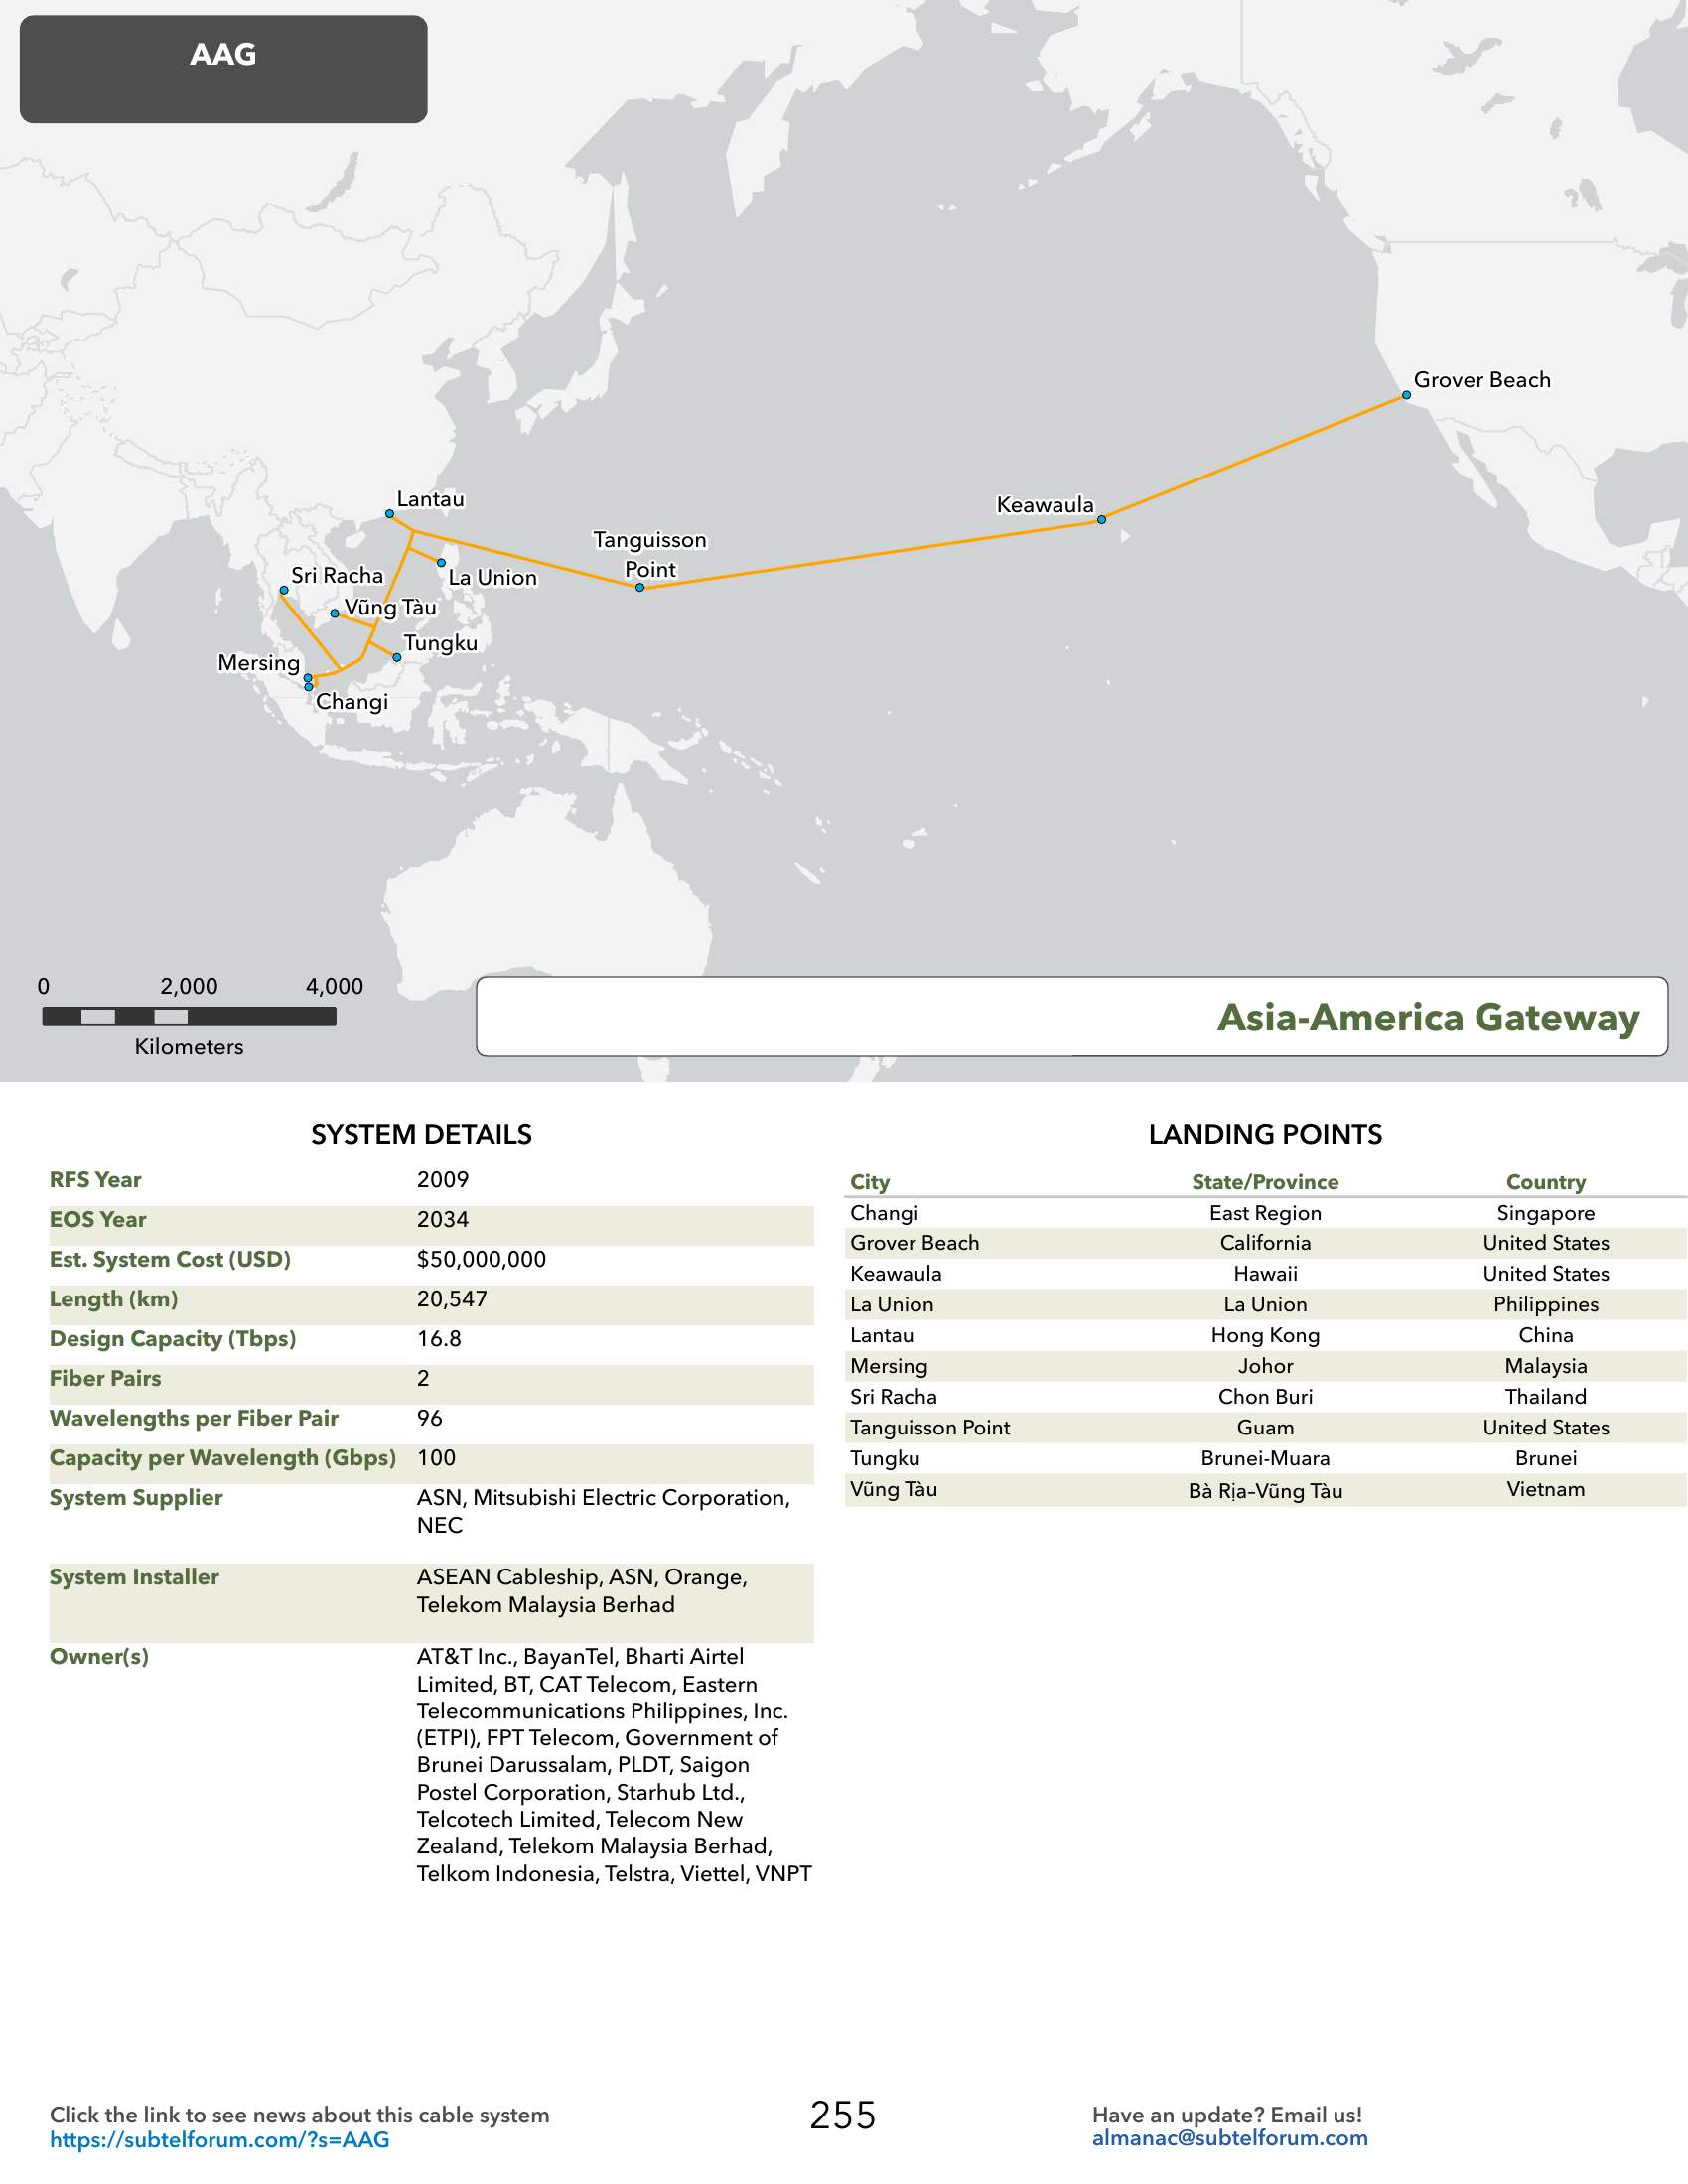 AAG
Grover Beach
Lantau
Keawaula
Tanguisson
Point
Sri Racha
La Union
Vũng Tàu
Tungku
Mersing
Changi
0 2,000 4,000
Kilometers
Asia-America Gateway
SYSTEM DETAILS
RFS Year 2009
EOS Year 2034
Est. System Cost (USD) $50,000,000
Length (km) 20,547
Design Capacity (Tbps) 16.8
Fiber Pairs 2
Wavelengths per Fiber Pair 96
Capacity per Wavelength (Gbps) 100
System Supplier ASN, Mitsubishi Electric Corporation,
NEC
System Installer ASEAN Cableship, ASN, Orange,
Telekom Malaysia Berhad
Owner(s) AT&T Inc., BayanTel, Bharti Airtel
Limited, BT, CAT Telecom, Eastern
Telecommunications Philippines, Inc.
(ETPI), FPT Telecom, Government of
Brunei Darussalam, PLDT, Saigon
Postel Corporation, Starhub Ltd.,
Telcotech Limited, Telecom New
Zealand, Telekom Malaysia Berhad,
Telkom Indonesia, Telstra, Viettel, VNPT
LANDING POINTS
City State/Province Country
Changi East Region Singapore
Grover Beach California United States
Keawaula Hawaii United States
La Union La Union Philippines
Lantau Hong Kong China
Mersing Johor Malaysia
Sri Racha Chon Buri Thailand
Tanguisson Point Guam United States
Tungku Brunei-Muara Brunei
Vũng Tàu Bà Rịa–Vũng Tàu Vietnam
Click the link to see news about this cable system
https://subtelforum.com/?s=AAG
255
Have an update? Email us!
almanac@subtelforum.com